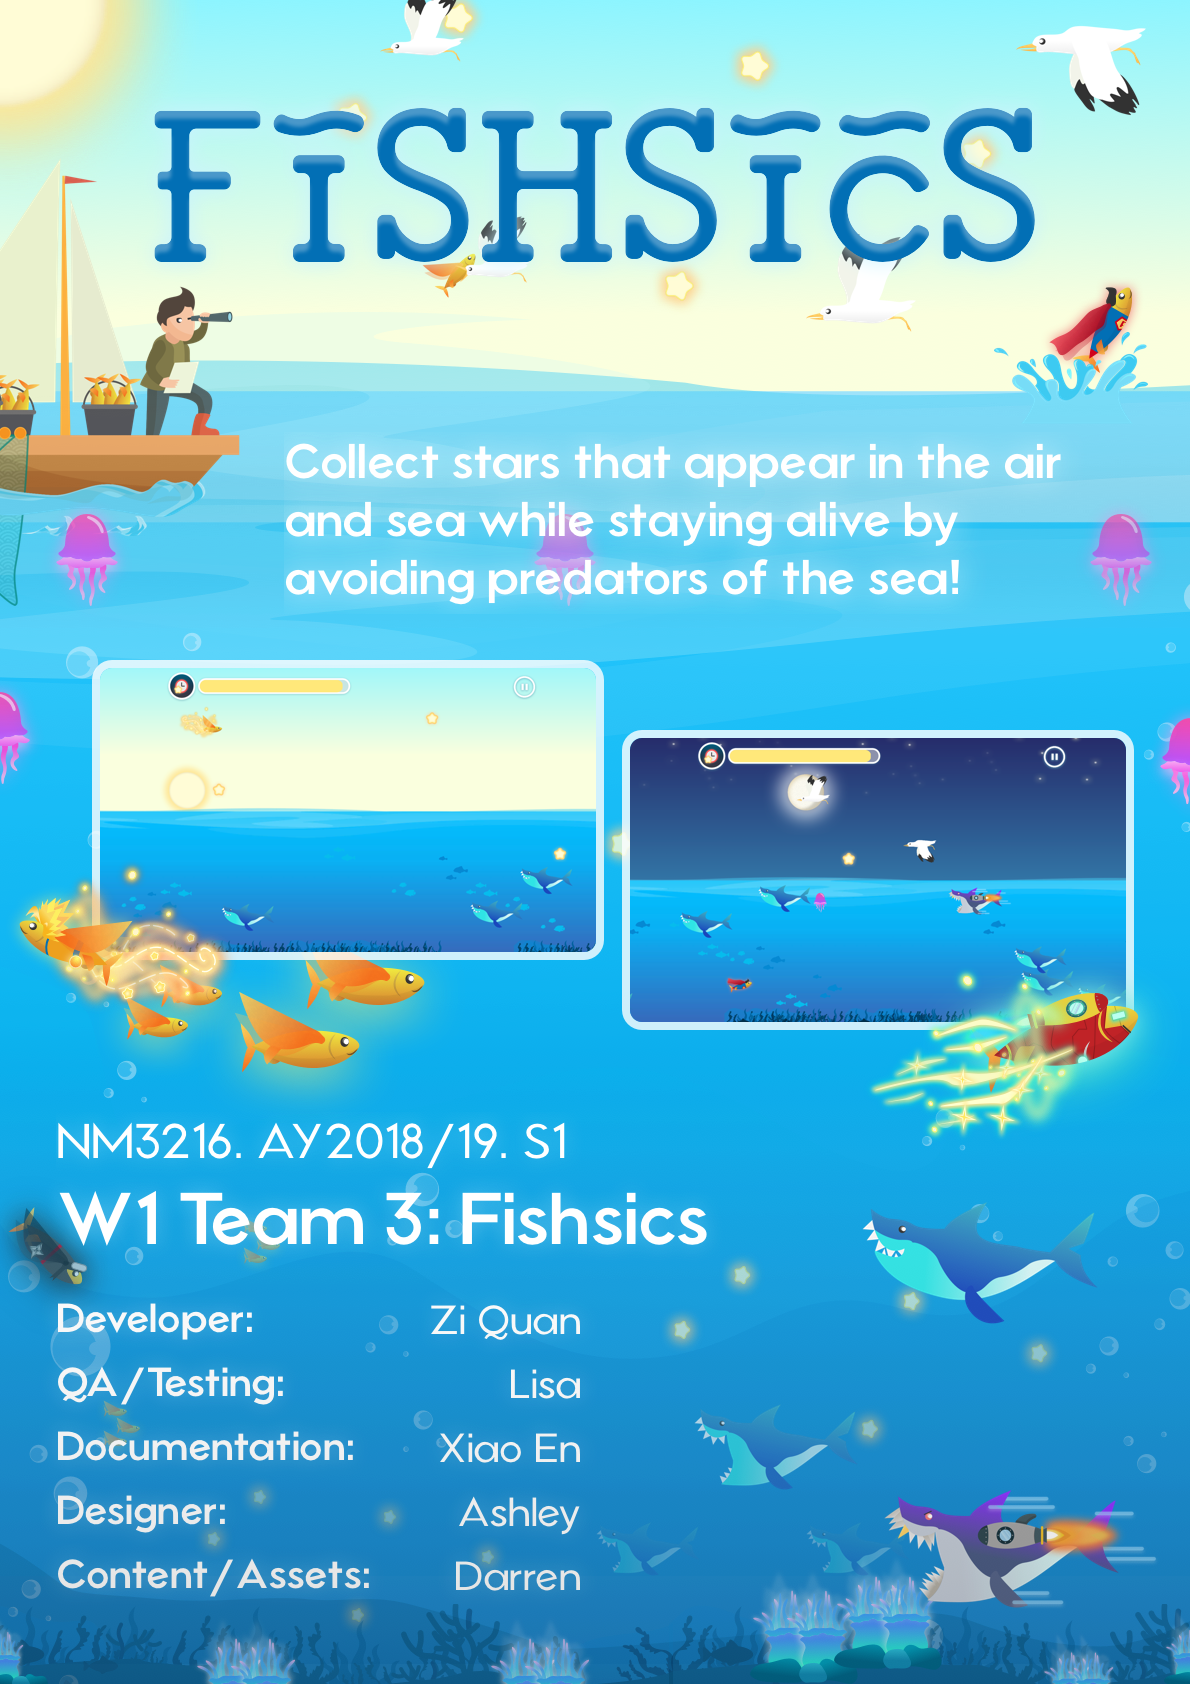 FiSHSicS
Collect stars that appear in the air
and sea while staying alive by
avoiding predators of the sea!
NM3216. AY2018/19. S1
W1 Team 3: Fishsics
Developer: Zi Quan
QA/Testing: Lisa
Documentation: Xiao En
Designer: Ashley
Content/Assets: Darren